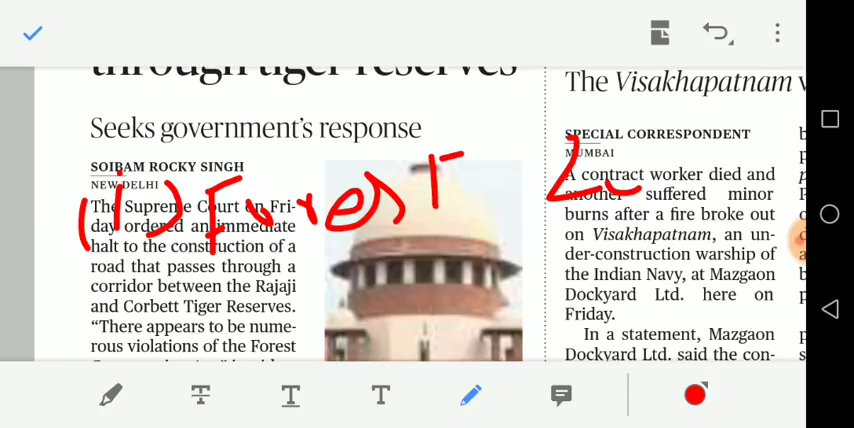 through tiger reserves
Seeks government's response
SOIBAM ROCKY SINGH
NEW DELHI
The Supreme Court on Fri-
day ordered an immediate
halt to the construction of a
road that passes through a
corridor between the Rajaji
and Corbett Tiger Reserves.
"There appears to be nume-
rous violations of the Forest
(i) Forest
The Visakhapatnam
SPECIAL CORRESPONDENT
MUMBAI
A contract worker died and
another suffered minor
burns after a fire broke out
on Visakhapatnam, an un-
der-construction warship of
the Indian Navy, at Mazgaon
Dockyard Ltd. here on
Friday.
In a statement, Mazgaon
Dockyard Ltd. said the con-